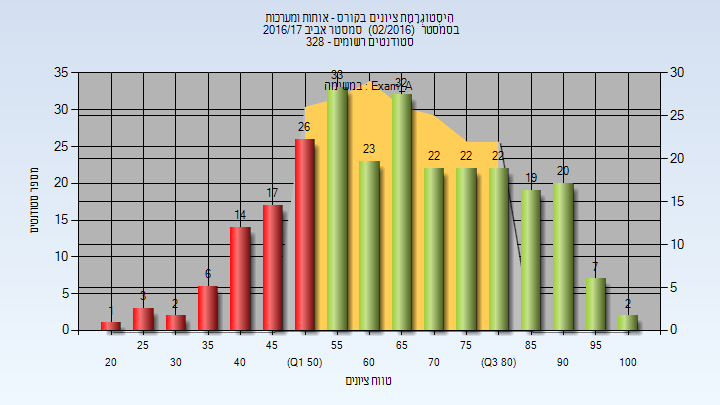 היסטוגרמת ציונים בקורס - אותות ומערכות
בסמסטר (02/2016) סמסטר אביב 2016/17
סטודנטים רשומים - 328
במשימה : Exam_A
מספר סטודנטים
35 30 25 20 15 10 5 0
30 25 20 15 10 5 0
1 3 2 6 14 17 26 33 23 32 22 22 22 19 20 7 2
25 35 45 55 65 75 85 95
20 30 40 (Q1 50) 60 70 (Q3 80) 90 100
טווח ציונים